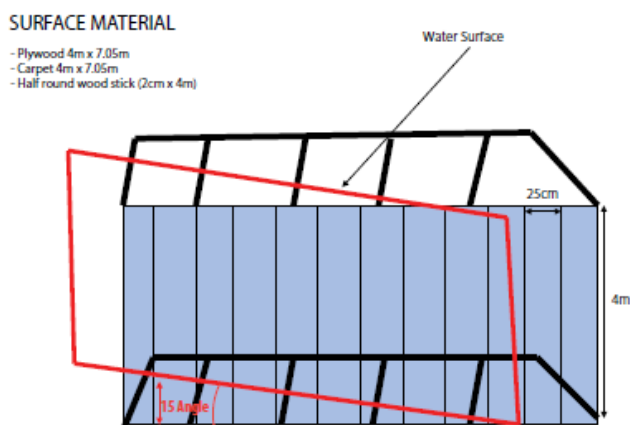 SURFACE MATERIAL
- Plywood 4m x 7.05m
- Carpet 4m x 7.05m
- Half round wood stick (2cm x 4m)
Water Surface
25cm
4m
15 Angle